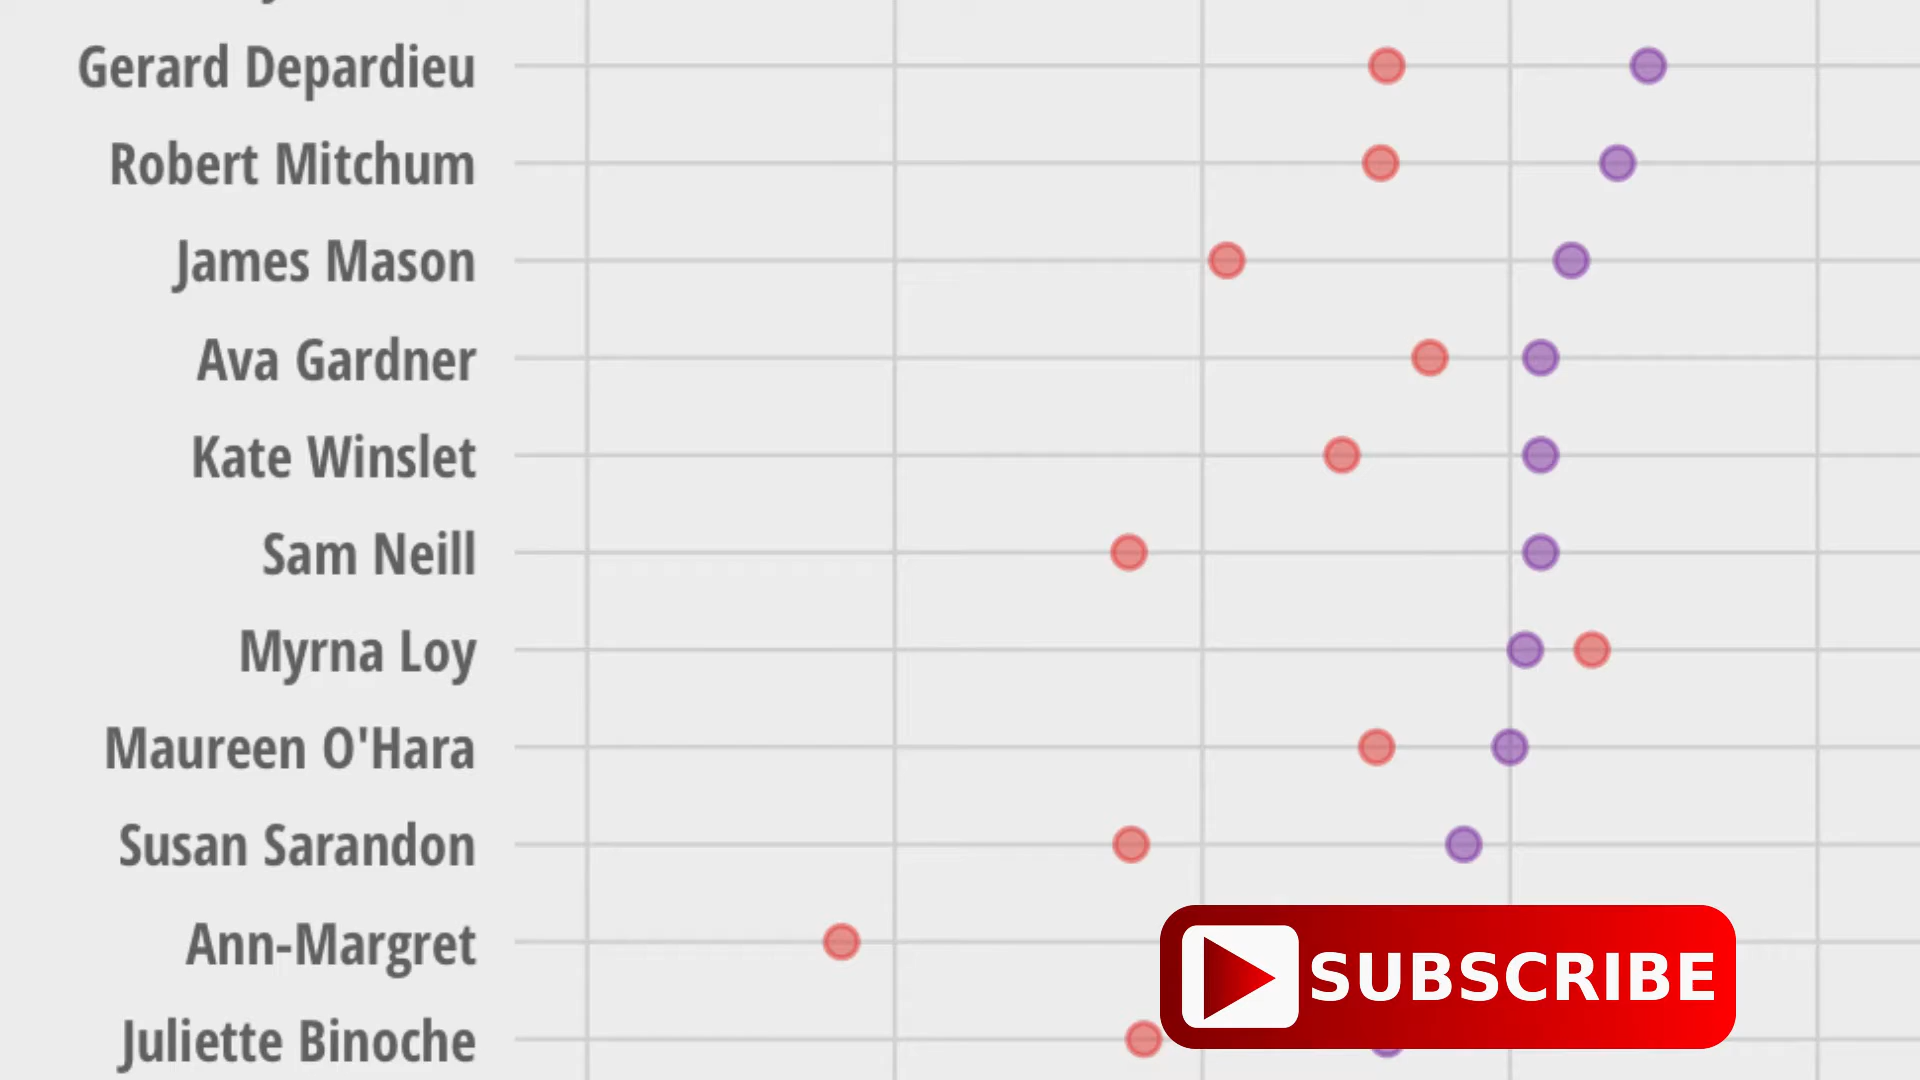 Gerard Depardieu
Robert Mitchum
James Mason
Ava Gardner
Kate Winslet
Sam Neill
Myrna Loy
Maureen O'Hara
Susan Sarandon
Ann-Margret
SUBSCRIBE
Juliette Binoche